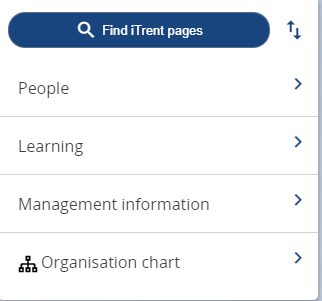 Find iTrent pages
People
Learning
Management information
Organisation chart